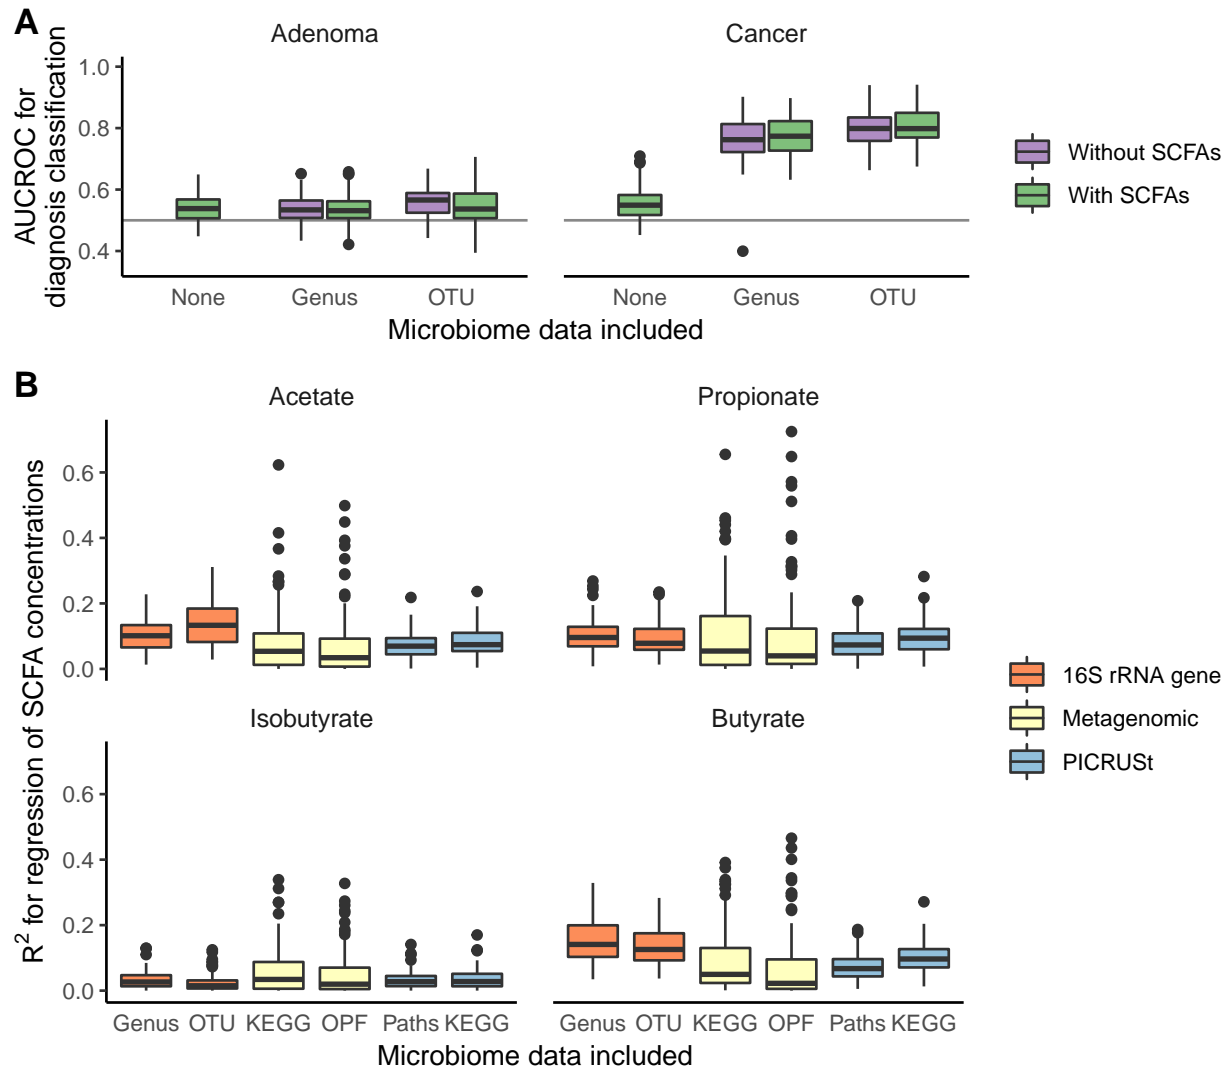 A
Adenoma
Cancer
AUCROC for
diagnosis classification
1.0
0.8
0.6
0.4
None
Genus
OTU
None
Genus
OTU
Microbiome data included
Without SCFAs
With SCFAs
B
Acetate
Propionate
R² for regression of SCFA concentrations
0.6
0.4
0.2
0.0
Isobutyrate
Butyrate
0.6
0.4
0.2
0.0
Genus OTU KEGG OPF Paths KEGG
Genus OTU KEGG OPF Paths KEGG
Microbiome data included
16S rRNA gene
Metagenomic
PICRUSt